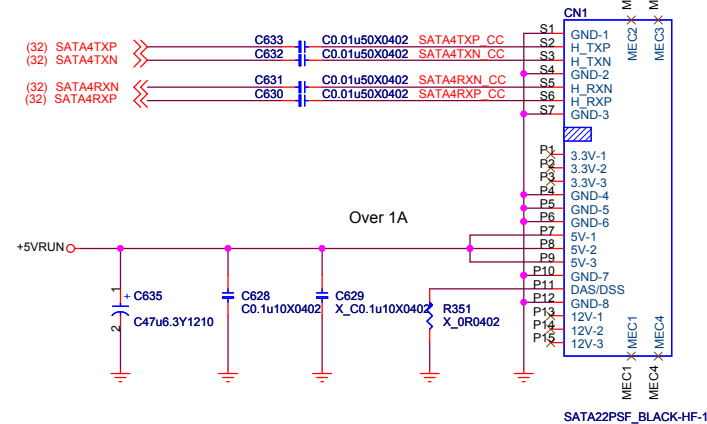 CN1
M
M
C633
C0.01u50X0402
SATA4TXP_CC
S1
GND-1
MEC2
MEC3
(32) SATA4TXP
S2
H_TXP
C632
C0.01u50X0402
SATA4TXN_CC
(32) SATA4TXN
S3
H_TXN
S4
GND-2
C631
C0.01u50X0402
SATA4RXN_CC
(32) SATA4RXN
S5
H_RXN
C630
C0.01u50X0402
SATA4RXP_CC
(32) SATA4RXP
S6
H_RXP
S7
GND-3
P1
3.3V-1
P2
3.3V-2
P3
3.3V-3
P4
GND-4
P5
GND-5
Over 1A
P6
GND-6
P7
5V-1
+5VRUN
P8
5V-2
P9
5V-3
P10
GND-7
P11
DAS/DSS
1
+
C635
C628
C629
P12
GND-8
C0.1u10X0402
X_C0.1u10X0402
R351
P13
12V-1
C47u6.3Y1210
X_0R0402
P14
12V-2
2
P15
12V-3
MEC1
MEC4
MEC1
MEC4
SATA22PSF_BLACK-HF-1